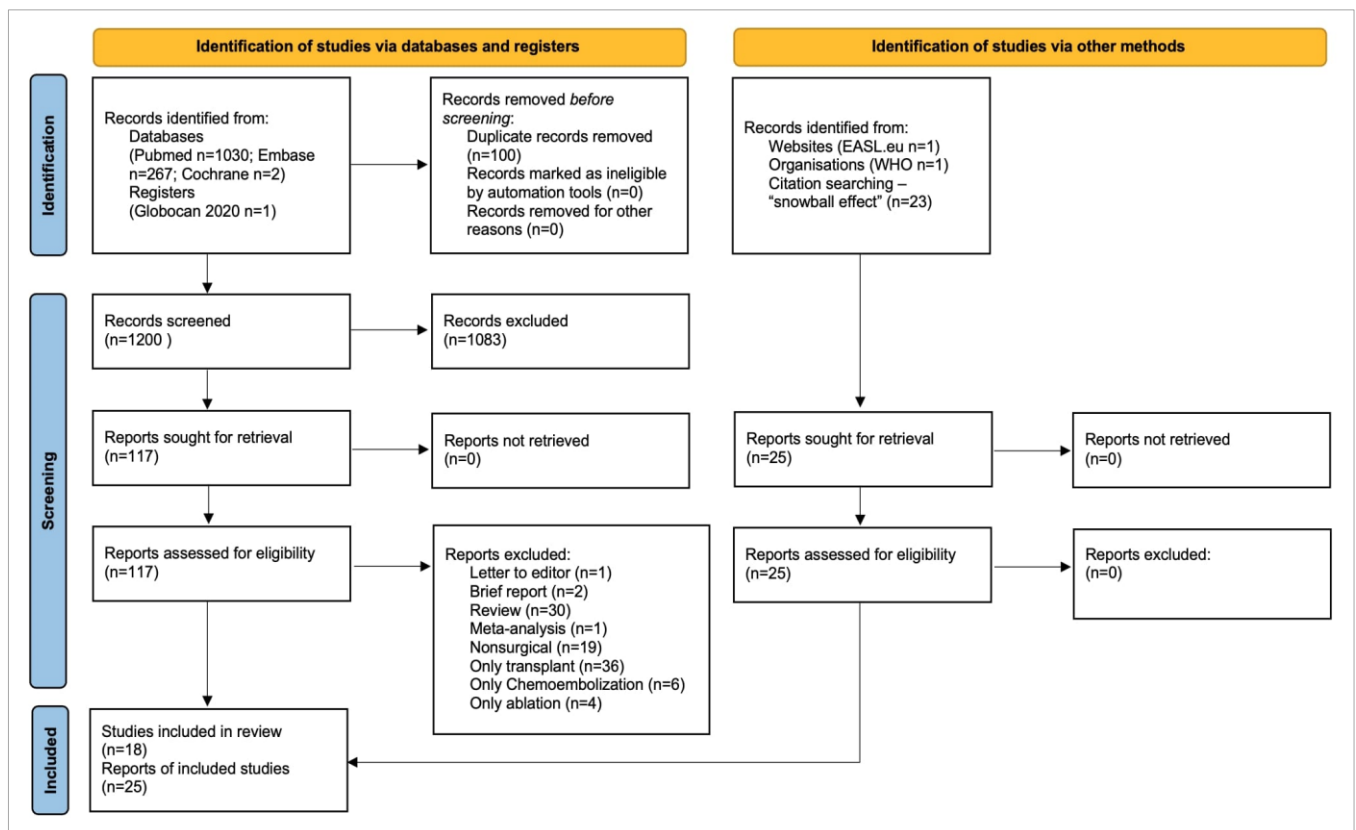 Identification of studies via databases and registers
Identification of studies via other methods
Identification
Records identified from:
Databases
(Pubmed n=1030; Embase
n=267; Cochrane n=2)
Registers
(Globocan 2020 n=1)
Records removed before
screening:
Duplicate records removed
(n=100)
Records marked as ineligible
by automation tools (n=0)
Records removed for other
reasons (n=0)
Records identified from:
Websites (EASL.eu n=1)
Organisations (WHO n=1)
Citation searching –
“snowball effect” (n=23)
Screening
Records screened
(n=1200 )
Records excluded
(n=1083)
Reports sought for retrieval
(n=117)
Reports not retrieved
(n=0)
Reports sought for retrieval
(n=25)
Reports not retrieved
(n=0)
Reports assessed for eligibility
(n=117)
Reports excluded:
Letter to editor (n=1)
Brief report (n=2)
Review (n=30)
Meta-analysis (n=1)
Nonsurgical (n=19)
Only transplant (n=36)
Only Chemoembolization (n=6)
Only ablation (n=4)
Reports assessed for eligibility
(n=25)
Reports excluded:
(n=0)
Included
Studies included in review
(n=18)
Reports of included studies
(n=25)